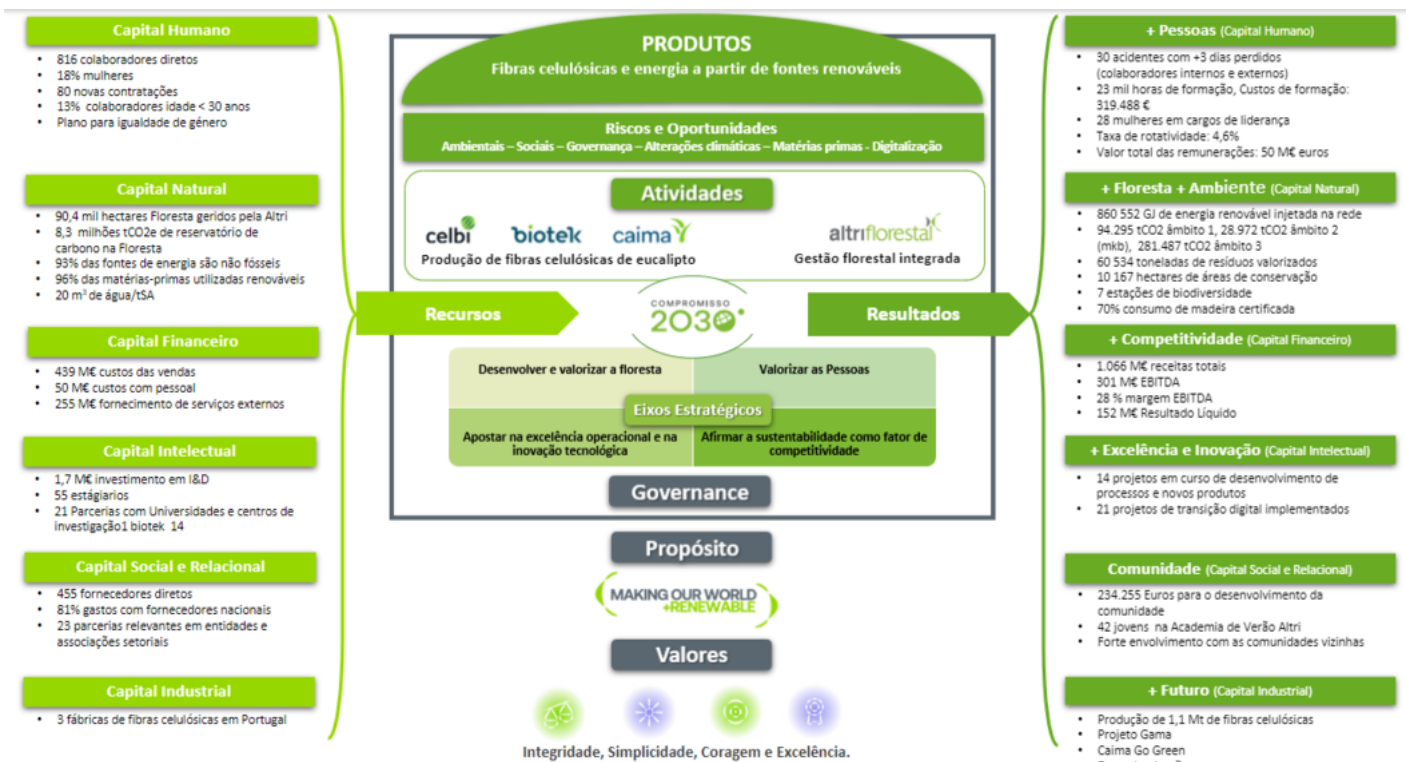 Capital Humano
• 816 colaboradores diretos
• 18% mulheres
• 80 novas contratações
• 13% colaboradores idade < 30 anos
• Plano para igualdade de género
Capital Natural
• 90,4 mil hectares Floresta geridos pela Altri
• 8,3 milhões tCO2e de reservatório de
carbono na Floresta
• 93% das fontes de energia são não fósseis
• 96% das matérias-primas utilizadas renováveis
• 20 m³ de água/tSA
Capital Financeiro
• 439 M€ custos das vendas
• 50 M€ custos com pessoal
• 255 M€ fornecimento de serviços externos
Capital Intelectual
• 1,7 M€ investimento em I&D
• 55 estágiarios
• 21 Parcerias com Universidades e centros de
investigação1 biotek 14
Capital Social e Relacional
• 455 fornecedores diretos
• 81% gastos com fornecedores nacionais
• 23 parcerias relevantes em entidades e
associações setoriais
Capital Industrial
• 3 fábricas de fibras celulósicas em Portugal
Recursos
PRODUTOS
Fibras celulósicas e energia a partir de fontes renováveis
Riscos e Oportunidades
Ambientais – Sociais – Governança – Alterações climáticas – Matérias primas - Digitalização
Atividades
celbi biotek caima altriflorestal
Produção de fibras celulósicas de eucalipto
Gestão florestal integrada
COMPROMISSO
2030
Desenvolver e valorizar a floresta
Valorizar as Pessoas
Eixos Estratégicos
Apostar na excelência operacional e na
inovação tecnológica
Afirmar a sustentabilidade como fator de
competitividade
Governance
Propósito
MAKING OUR WORLD
+RENEWABLE
Valores
Integridade, Simplicidade, Coragem e Excelência.
Resultados
+ Pessoas (Capital Humano)
• 30 acidentes com +3 dias perdidos
(colaboradores internos e externos)
• 23 mil horas de formação, Custos de formação:
319.488 €
• 28 mulheres em cargos de liderança
• Taxa de rotatividade: 4,6%
• Valor total das remunerações: 50 M€ euros
+ Floresta + Ambiente (Capital Natural)
• 860 552 GJ de energia renovável injetada na rede
• 94.295 tCO2 âmbito 1, 28.972 tCO2 âmbito 2
(mkb), 281.487 tCO2 âmbito 3
• 60 534 toneladas de resíduos valorizados
• 10 167 hectares de áreas de conservação
• 7 estações de biodiversidade
• 70% consumo de madeira certificada
+ Competitividade (Capital Financeiro)
• 1.066 M€ receitas totais
• 301 M€ EBITDA
• 28 % margem EBITDA
• 152 M€ Resultado Líquido
+ Excelência e Inovação (Capital Intelectual)
• 14 projetos em curso de desenvolvimento de
processos e novos produtos
• 21 projetos de transição digital implementados
Comunidade (Capital Social e Relacional)
• 234.255 Euros para o desenvolvimento da
comunidade
• 42 jovens na Academia de Verão Altri
• Forte envolvimento com as comunidades vizinhas
+ Futuro (Capital Industrial)
• Produção de 1,1 Mt de fibras celulósicas
• Projeto Gama
• Caima Go Green